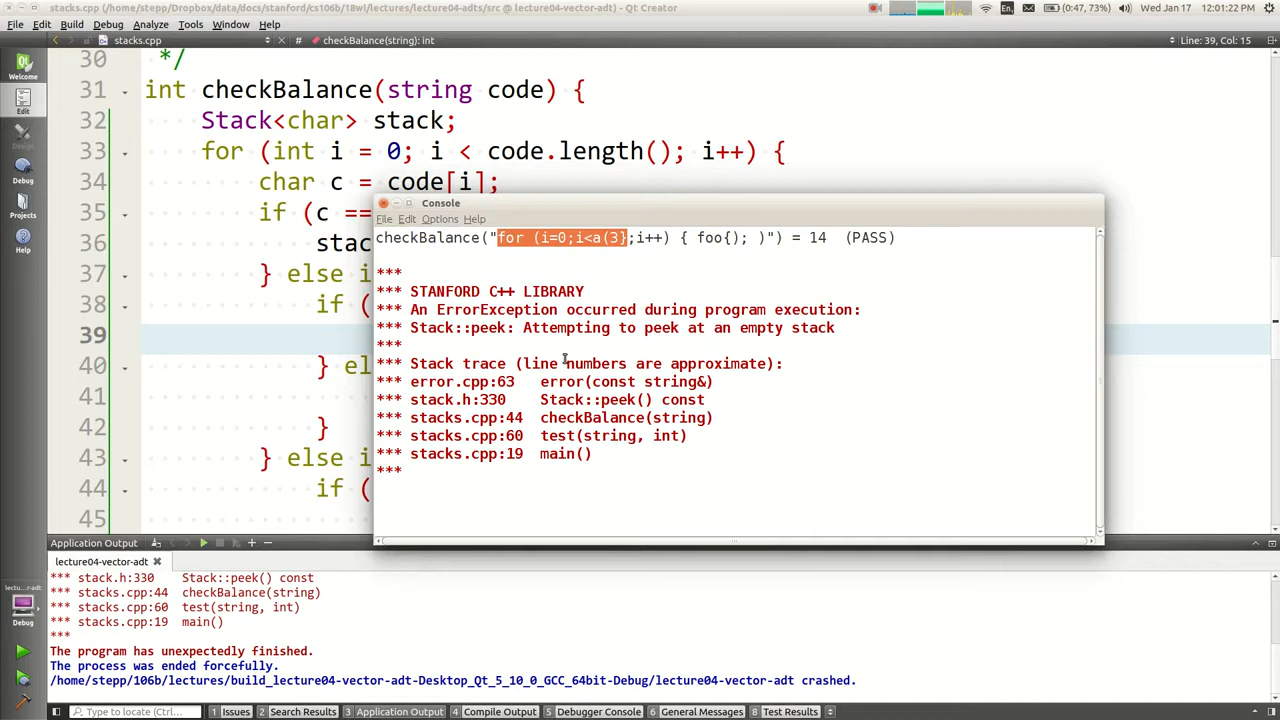 stacks.cpp (/home/stepp/Dropbox/data/docs/stanford/cs106b/18wi/lectures/lecture04-adts/src @ lecture04-vector-adt) - Qt Creator
En
(0:47, 73%)
Wed Jan 17
12:01:22 PM
File Edit Build Debug Analyze Tools Window Help
stacks.cpp
#
checkBalance(string): int
Line: 39, Col: 15
Welcome
Edit
Design
Debug
Projects
Help
30 */
31 int checkBalance(string code) {
32 Stack<char> stack;
33 for (int i = 0; i < code.length(); i++) {
34 char c = code[i];
35 if (c ==
36 stac
37 } else i
38 if (
39
40 } el
41
42 }
43 } else i
44 if (
45
Console
File Edit Options Help
checkBalance("for (i=0;i<a(3};i++) { foo{); )") = 14 (PASS)
***
*** STANFORD C++ LIBRARY
*** An ErrorException occurred during program execution:
*** Stack::peek: Attempting to peek at an empty stack
***
*** Stack trace (line numbers are approximate):
*** error.cpp:63 error(const string&)
*** stack.h:330 Stack::peek() const
*** stacks.cpp:44 checkBalance(string)
*** stacks.cpp:60 test(string, int)
*** stacks.cpp:19 main()
***
Application Output
lecture04-vector-adt
*** stack.h:330 Stack::peek() const
*** stacks.cpp:44 checkBalance(string)
*** stacks.cpp:60 test(string, int)
*** stacks.cpp:19 main()
***
The program has unexpectedly finished.
The process was ended forcefully.
/home/stepp/106b/lectures/build_lecture04-vector-adt-Desktop_Qt_5_10_0_GCC_64bit-Debug/lecture04-vector-adt crashed.
lectu...r-adt
Debug
Type to locate (Ctrl+...
1 Issues 2 Search Results 3 Application Output 4 Compile Output 5 Debugger Console 6 General Messages 8 Test Results